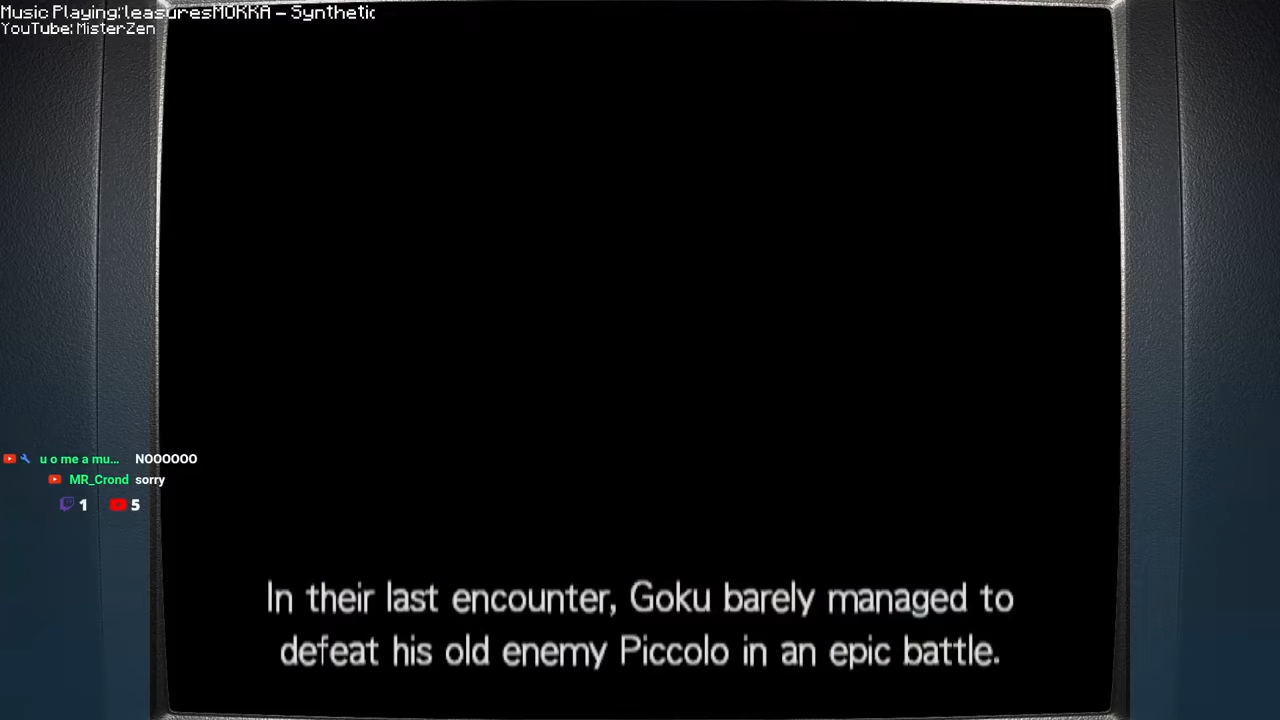 Music Playing:leasuresMOKKA – Synthetic
YouTube: MisterZen
u o me a mu... NOOOOOO
MR_Crond sorry
1 5
In their last encounter, Goku barely managed to
defeat his old enemy Piccolo in an epic battle.